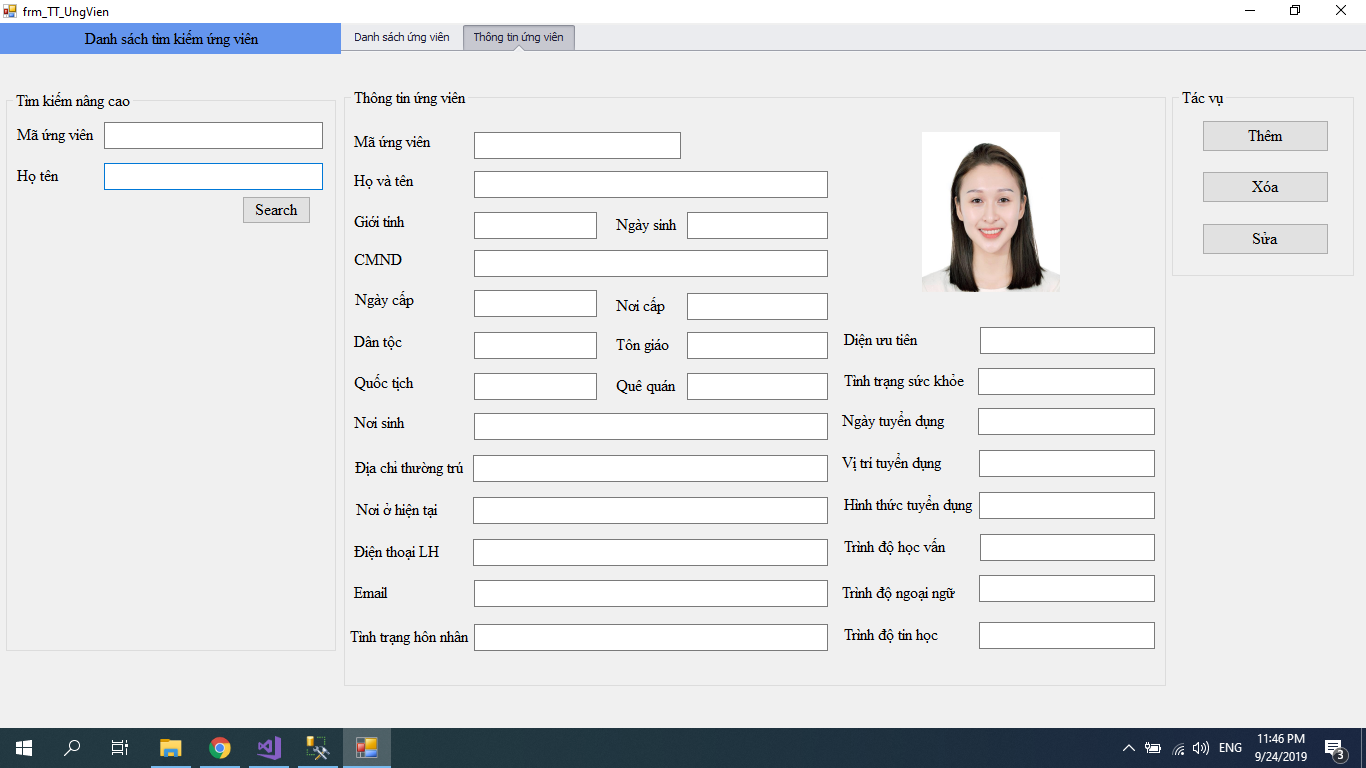 frm_TT_UngVien
Danh sách tìm kiếm ứng viên
Danh sách ứng viên
Thông tin ứng viên
Tìm kiếm nâng cao
Mã ứng viên
Họ tên
Search
Thông tin ứng viên
Mã ứng viên
Họ và tên
Giới tính
Ngày sinh
CMND
Ngày cấp
Nơi cấp
Dân tộc
Tôn giáo
Quốc tịch
Quê quán
Nơi sinh
Địa chỉ thường trú
Nơi ở hiện tại
Điện thoại LH
Email
Tình trạng hôn nhân
Diện ưu tiên
Tình trạng sức khỏe
Ngày tuyển dụng
Vị trí tuyển dụng
Hình thức tuyển dụng
Trình độ học vấn
Trình độ ngoại ngữ
Trình độ tin học
Tác vụ
Thêm
Xóa
Sửa
ENG
11:46 PM
9/24/2019
3